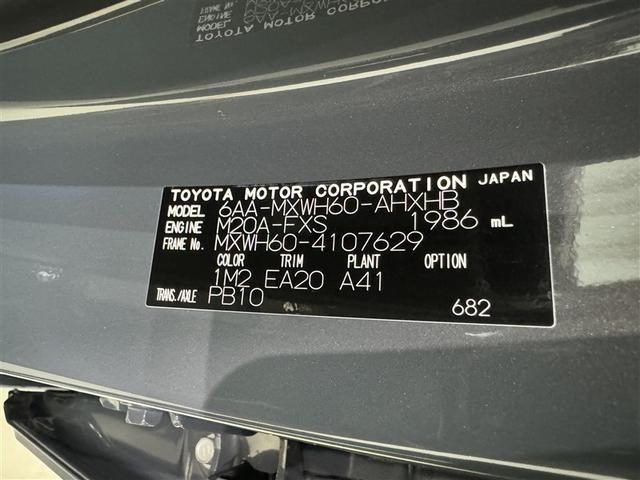 TOYOTA MOTOR CORPORATION JAPAN
MODEL 6AA-MXWH60-AHXHB
ENGINE M20A-FXS 1986 mL
FRAME No. MXWH60-4107629
COLOR TRIM PLANT OPTION
1M2 EA20 A41
TRANS./AXLE PB10
682